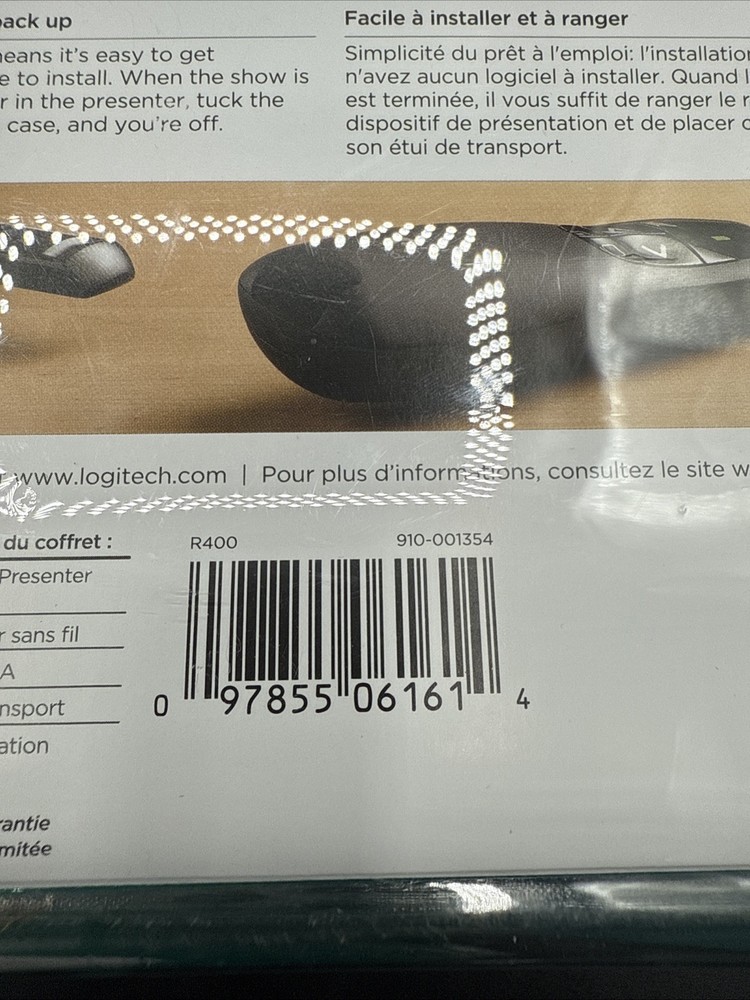 ack up
eans it's easy to get
e to install. When the show is
r in the presenter, tuck the
case, and you're off.
Facile à installer et à ranger
Simplicité du prêt à l'emploi: l'installation
n'avez aucun logiciel à installer. Quand l
est terminée, il vous suffit de ranger le r
dispositif de présentation et de placer c
son étui de transport.
www.logitech.com | Pour plus d'informations, consultez le site w
du coffret :
Presenter
r sans fil
A
nsport
ation
rantie
mitée
R400 910-001354
0 97855 06161 4